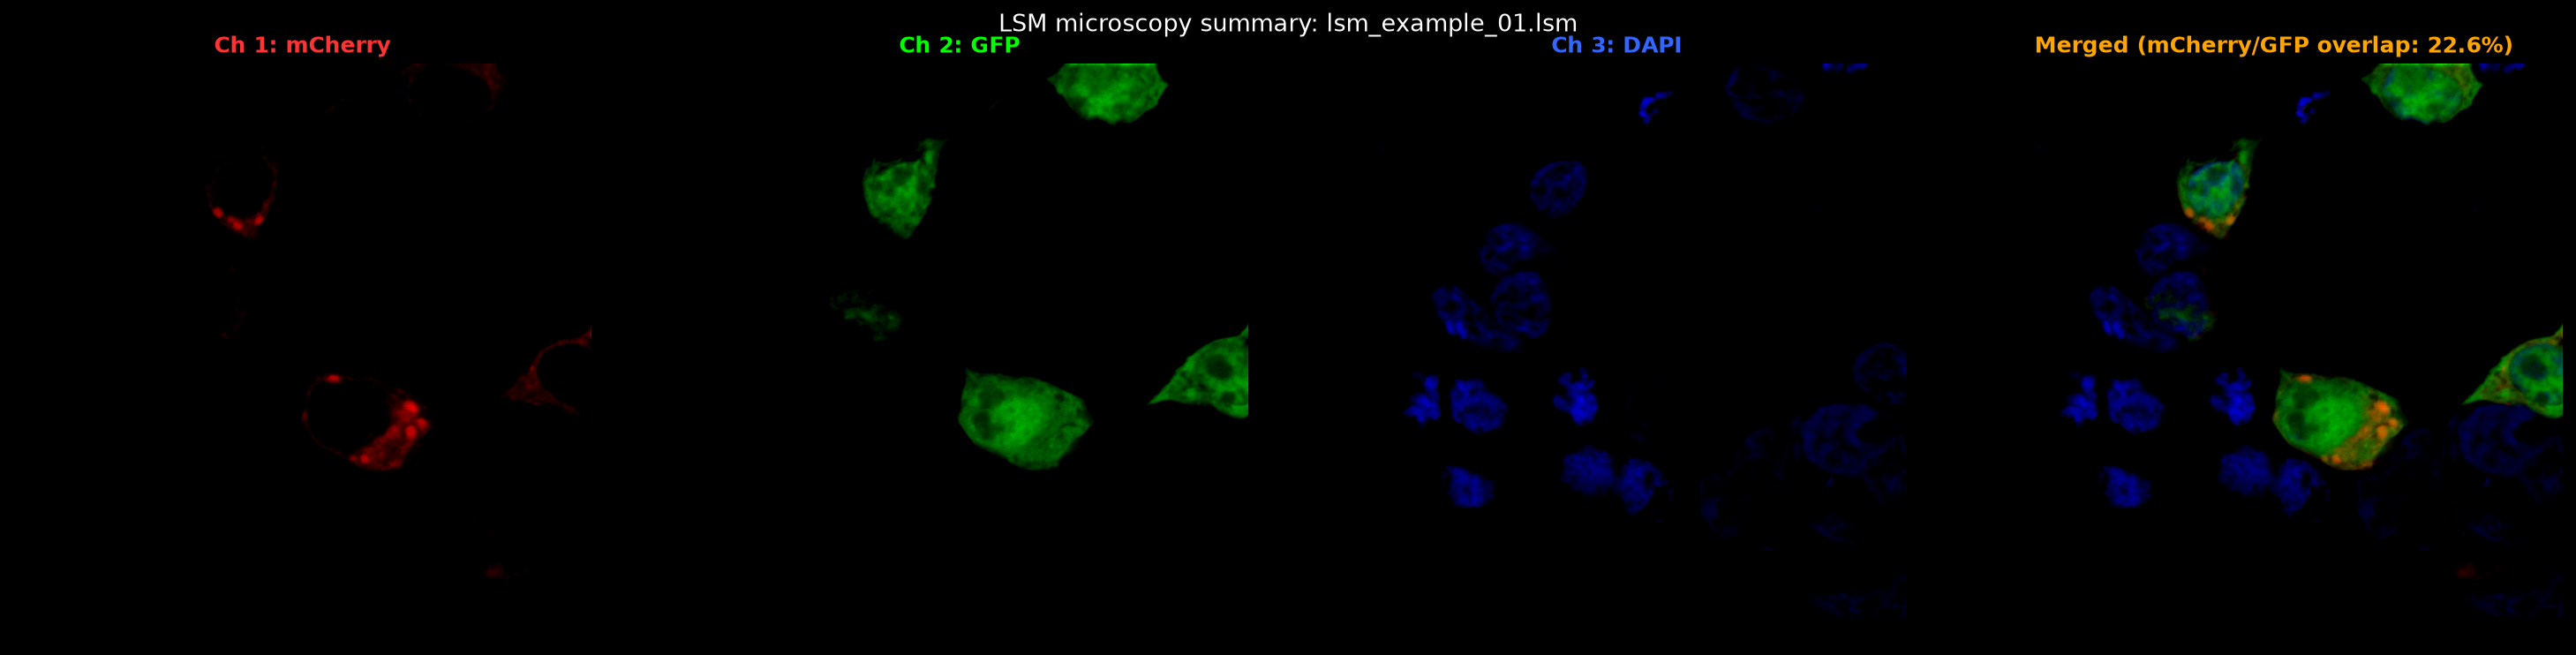 LSM microscopy summary: lsm_example_01.lsm
Ch 1: mCherry
Ch 2: GFP
Ch 3: DAPI
Merged (mCherry/GFP overlap: 22.6%)